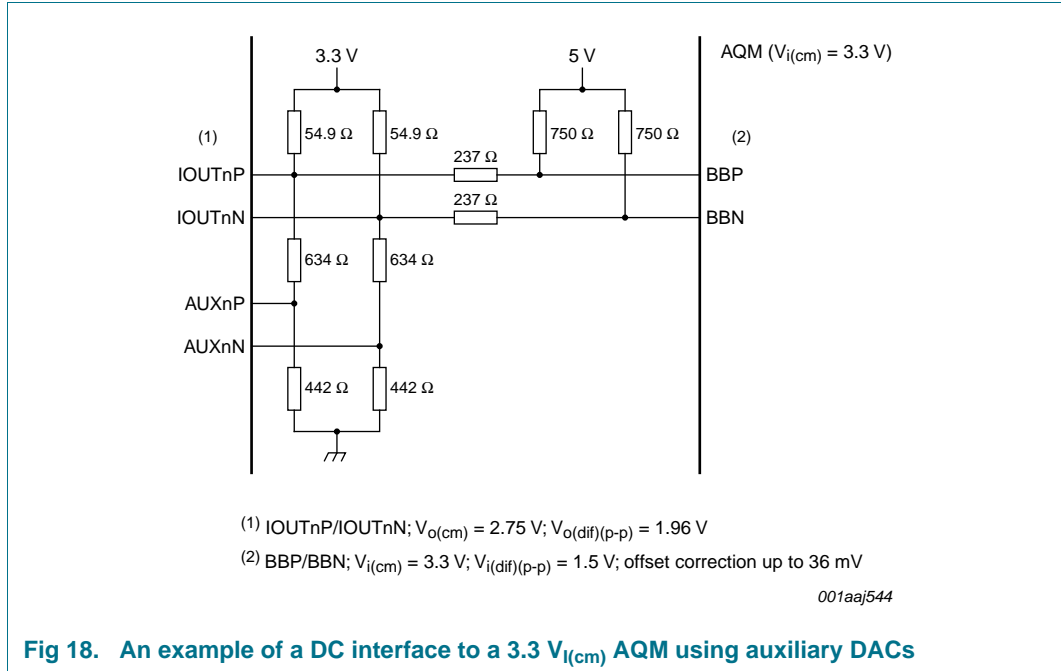 3.3 V
5 V
AQM (Vi(cm) = 3.3 V)
54.9 Ω
54.9 Ω
750 Ω
750 Ω
(1)
(2)
237 Ω
IOUTnP
BBP
237 Ω
IOUTnN
BBN
634 Ω
634 Ω
AUXnP
AUXnN
442 Ω
442 Ω
(1) IOUTnP/IOUTnN; Vo(cm) = 2.75 V; Vo(dif)(p-p) = 1.96 V
(2) BBP/BBN; Vi(cm) = 3.3 V; Vi(dif)(p-p) = 1.5 V; offset correction up to 36 mV
001aaj544
Fig 18. An example of a DC interface to a 3.3 VI(cm) AQM using auxiliary DACs